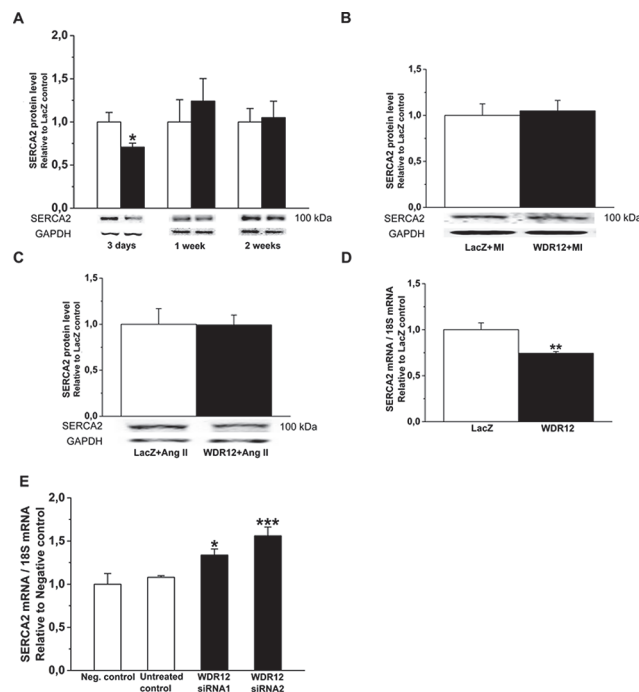 A
SERCA2 protein level
Relative to LacZ control
2,0
1,5
1,0
0,5
0,0
*
SERCA2
100 kDa
GAPDH
3 days
1 week
2 weeks
B
SERCA2 protein level
Relative to LacZ control
1,5
1,0
0,5
0,0
SERCA2
100 kDa
GAPDH
LacZ+MI
WDR12+MI
C
SERCA2 protein level
Relative to LacZ control
1,5
1,0
0,5
0,0
SERCA2
100 kDa
GAPDH
LacZ+Ang II
WDR12+Ang II
D
SERCA2 mRNA / 18S mRNA
Relative to LacZ control
1,5
1,0
0,5
0,0
**
LacZ
WDR12
E
SERCA2 mRNA / 18S mRNA
Relative to Negative control
2,0
1,5
1,0
0,5
0,0
*
***
Neg. control
Untreated
control
WDR12
siRNA1
WDR12
siRNA2